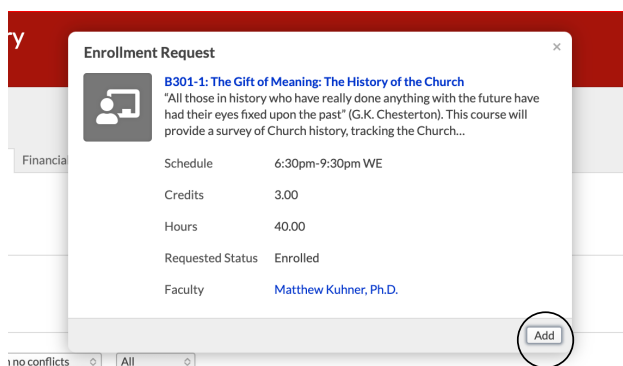 ry
Enrollment Request
×
B301-1: The Gift of Meaning: The History of the Church
“All those in history who have really done anything with the future have
had their eyes fixed upon the past” (G.K. Chesterton). This course will
provide a survey of Church history, tracking the Church...
Financial
Schedule 6:30pm-9:30pm WE
Credits 3.00
Hours 40.00
Requested Status Enrolled
Faculty Matthew Kuhner, Ph.D.
Add
no conflicts All